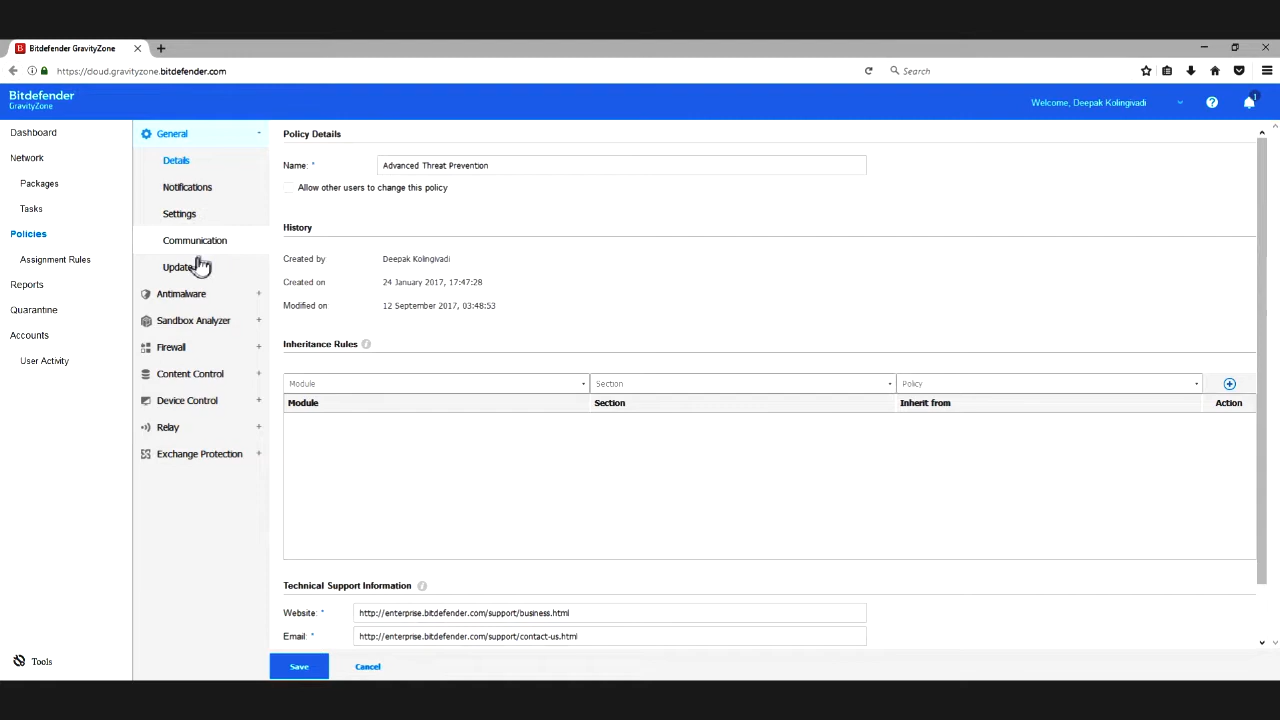 Bitdefender GravityZone
https://cloud.gravityzone.bitdefender.com
Search
Bitdefender
GravityZone
Welcome, Deepak Kolingivadi
1
Dashboard
Network
Packages
Tasks
Policies
Assignment Rules
Reports
Quarantine
Accounts
User Activity
Tools
General
Details
Notifications
Settings
Communication
Update
Antimalware
Sandbox Analyzer
Firewall
Content Control
Device Control
Relay
Exchange Protection
Policy Details
Name: * Advanced Threat Prevention
Allow other users to change this policy
History
Created by Deepak Kolingivadi
Created on 24 January 2017, 17:47:28
Modified on 12 September 2017, 03:48:53
Inheritance Rules
Module Section Policy
Module Section Inherit from Action
Technical Support Information
Website: * http://enterprise.bitdefender.com/support/business.html
Email: * http://enterprise.bitdefender.com/support/contact-us.html
Save Cancel